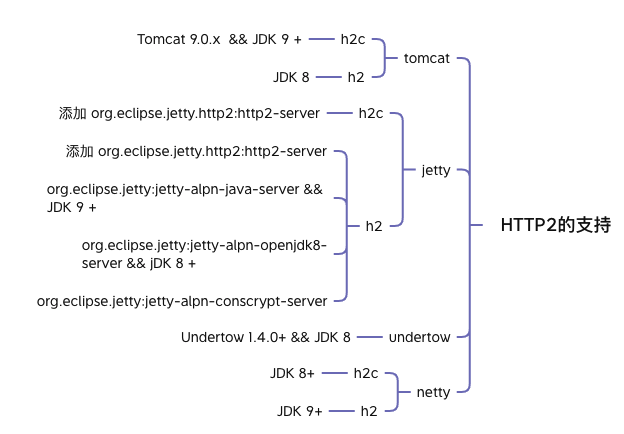 Tomcat 9.0.x && JDK 9 + h2c
tomcat
JDK 8 h2
添加 org.eclipse.jetty.http2:http2-server h2c
添加 org.eclipse.jetty.http2:http2-server
jetty
org.eclipse.jetty:jetty-alpn-java-server &&
JDK 9 +
h2
HTTP2的支持
org.eclipse.jetty:jetty-alpn-openjdk8-
server && jDK 8 +
org.eclipse.jetty:jetty-alpn-conscrypt-server
Undertow 1.4.0+ && JDK 8 undertow
JDK 8+ h2c
netty
JDK 9+ h2